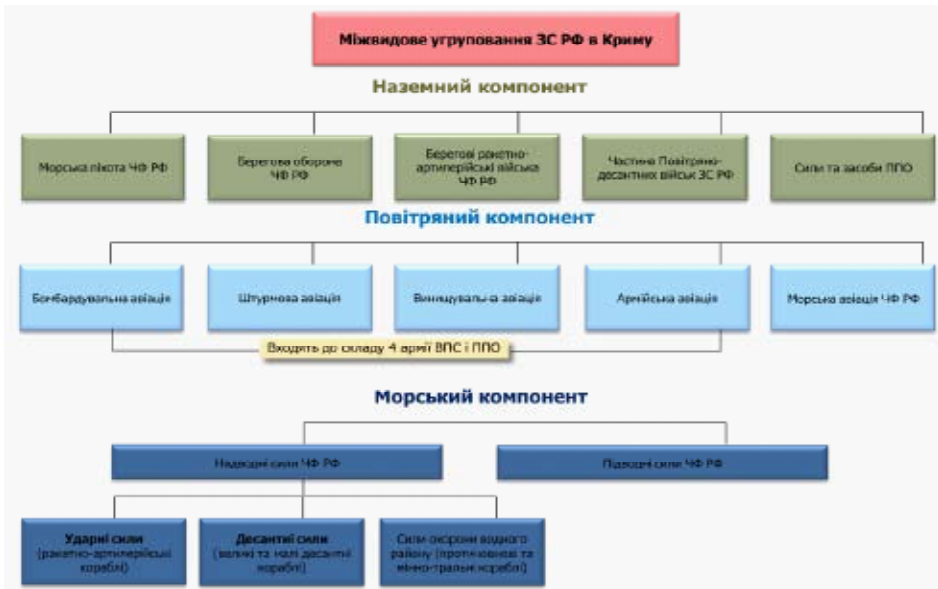 Міжвидове угруповання ЗС РФ в Криму
Наземний компонент
Морська піхота ЧФ РФ
Берегова оборона
ЧФ РФ
Берегові ракетно-
артилерійські війська
ЧФ РФ
Частина Повітряно-
десантних військ ЗС РФ
Сили та засоби ППО
Повітряний компонент
Бомбардувальна авіація
Штурмова авіація
Винищувальна авіація
Армійська авіація
Морська авіація ЧФ РФ
Входять до складу 4 армії ВПС і ППО
Морський компонент
Надводні сили ЧФ РФ
Підводні сили ЧФ РФ
Ударні сили
(ракетно-артилерійські
кораблі)
Десантні сили
(великі та малі десантні
кораблі)
Сили охорони водного
району (протичовнові та
мінно-тральні кораблі)